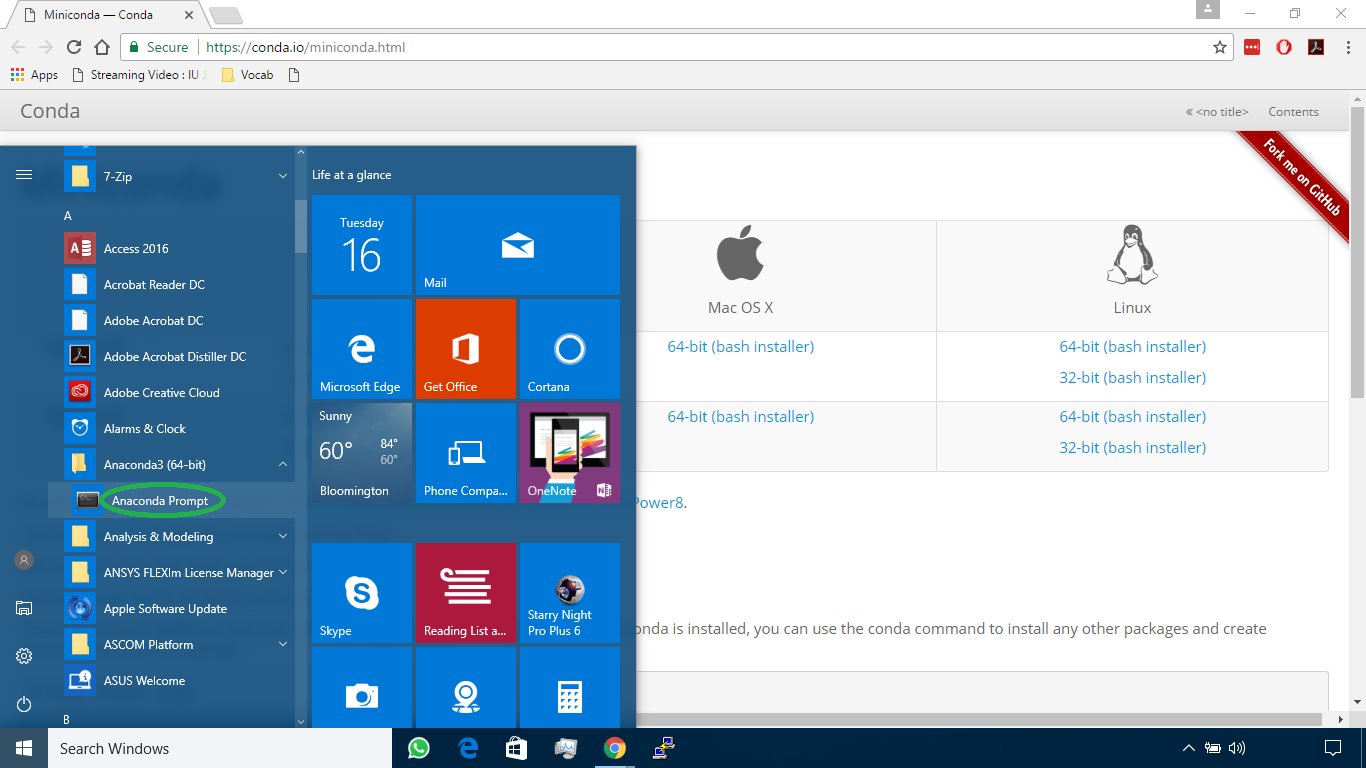 Miniconda — Conda
Secure
https://conda.io/miniconda.html
Apps
Streaming Video : IU
Vocab
Conda
« <no title>
Contents
Fork me on GitHub
Miniconda
7-Zip
A
Access 2016
Acrobat Reader DC
Adobe Acrobat DC
Adobe Acrobat Distiller DC
Adobe Creative Cloud
Alarms & Clock
Anaconda3 (64-bit)
Anaconda Prompt
Analysis & Modeling
ANSYS FLEXlm License Manager
Apple Software Update
ASCOM Platform
ASUS Welcome
B
Life at a glance
Tuesday
16
Mail
Microsoft Edge
Get Office
Cortana
Sunny
60°
84°
60°
Bloomington
Phone Compa...
OneNote
Skype
Reading List a...
Starry Night
Pro Plus 6
Mac OS X
Linux
64-bit (bash installer)
64-bit (bash installer)
32-bit (bash installer)
64-bit (bash installer)
64-bit (bash installer)
32-bit (bash installer)
Power8.
onda is installed, you can use the conda command to install any other packages and create
Search Windows